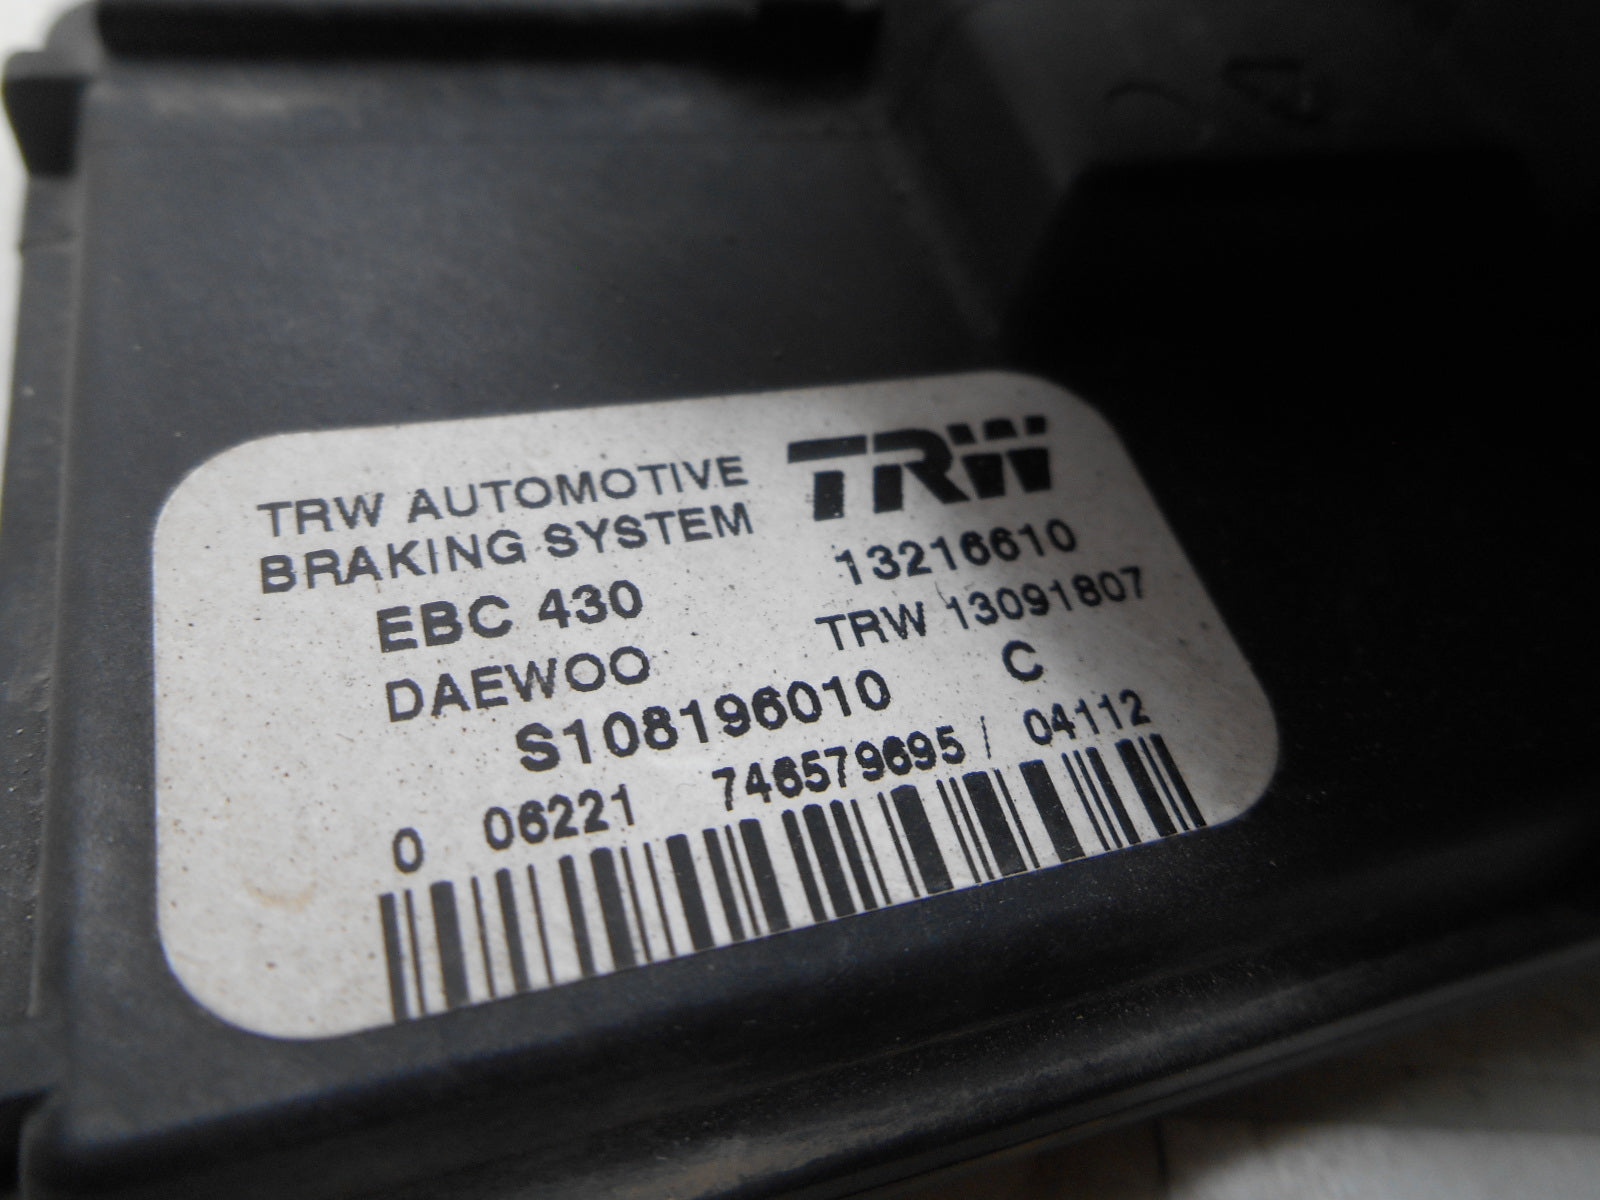 TRW AUTOMOTIVE
BRAKING SYSTEM
TRW
EBC 430
13216610
DAEWOO
TRW 13091807
S108196010
C
0 06221 746579695 / 04112